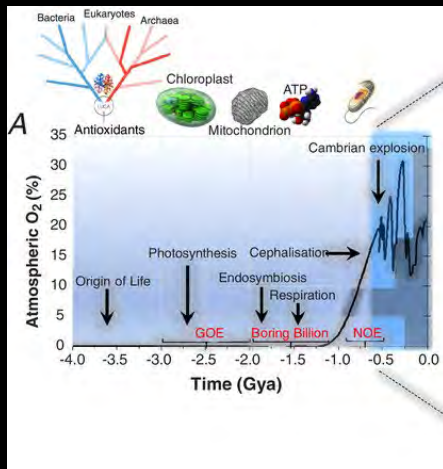 Bacteria Eukaryotes Archaea
LUCA
Antioxidants
Chloroplast
Mitochondrion
ATP
A
Cambrian explosion
Photosynthesis
Cephalisation
Origin of Life
Endosymbiosis
Respiration
GOE
Boring Billion
NOE
35
30
25
20
15
10
5
0
Atmospheric O₂ (%)
-4.0 -3.5 -3.0 -2.5 -2.0 -1.5 -1.0 -0.5 0.0
Time (Gya)